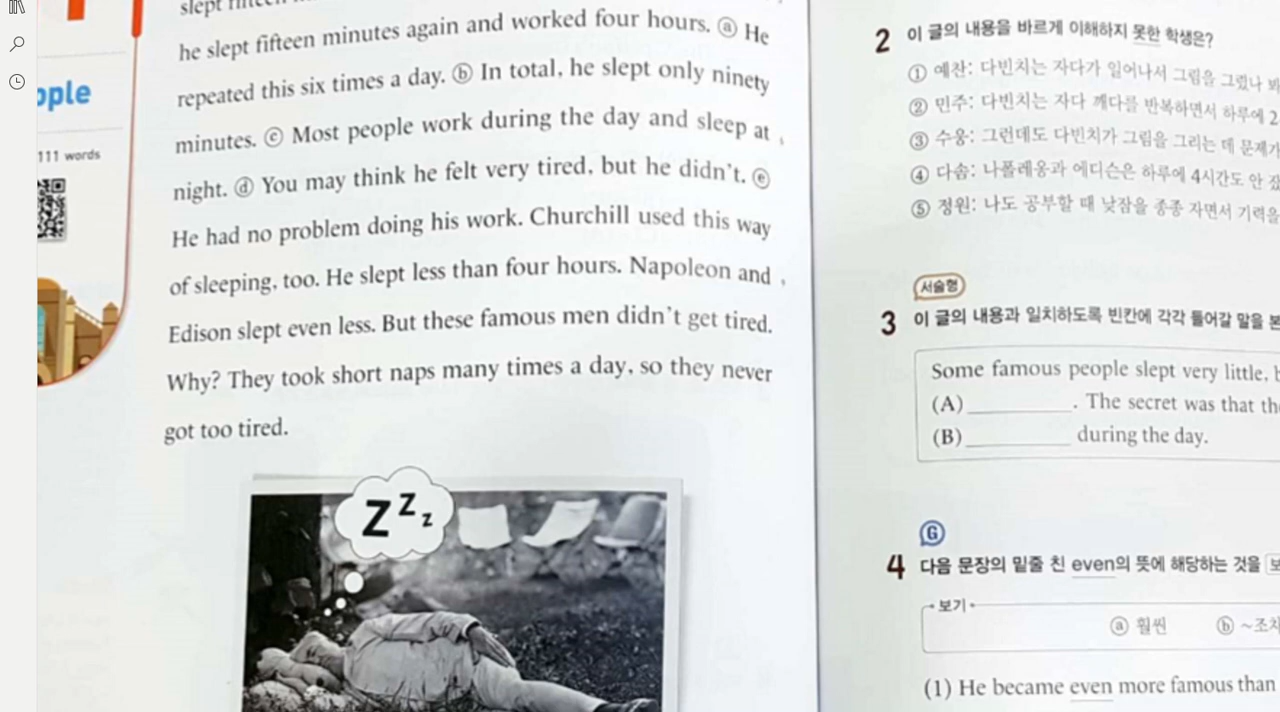 slept
he slept fifteen minutes again and worked four hours. ⓐ He
repeated this six times a day. ⓑ In total, he slept only ninety
minutes. ⓒ Most people work during the day and sleep at
night. ⓓ You may think he felt very tired, but he didn't. ⓔ
He had no problem doing his work. Churchill used this way
of sleeping, too. He slept less than four hours. Napoleon and
Edison slept even less. But these famous men didn't get tired.
Why? They took short naps many times a day, so they never
got too tired.
111 words
Z z z
2 이 글의 내용을 바르게 이해하지 못한 학생은?
① 예찬: 다빈치는 자다가 일어나서 그림을 그렸나 봐
② 민주: 다빈치는 자다 깨다를 반복하면서 하루에 2
③ 수웅: 그런데도 다빈치가 그림을 그리는 데 문제가
④ 다솜: 나폴레옹과 에디슨은 하루에 4시간도 안 잤
⑤ 정원: 나도 공부할 때 낮잠을 종종 자면서 기력을
서술형
3 이 글의 내용과 일치하도록 빈칸에 각각 들어갈 말을 본
Some famous people slept very little,
(A) ________. The secret was that
(B) ________ during the day.
G
4 다음 문장의 밑줄 친 even의 뜻에 해당하는 것을
보기
ⓐ 훨씬 ⓑ ~조차
(1) He became even more famous than